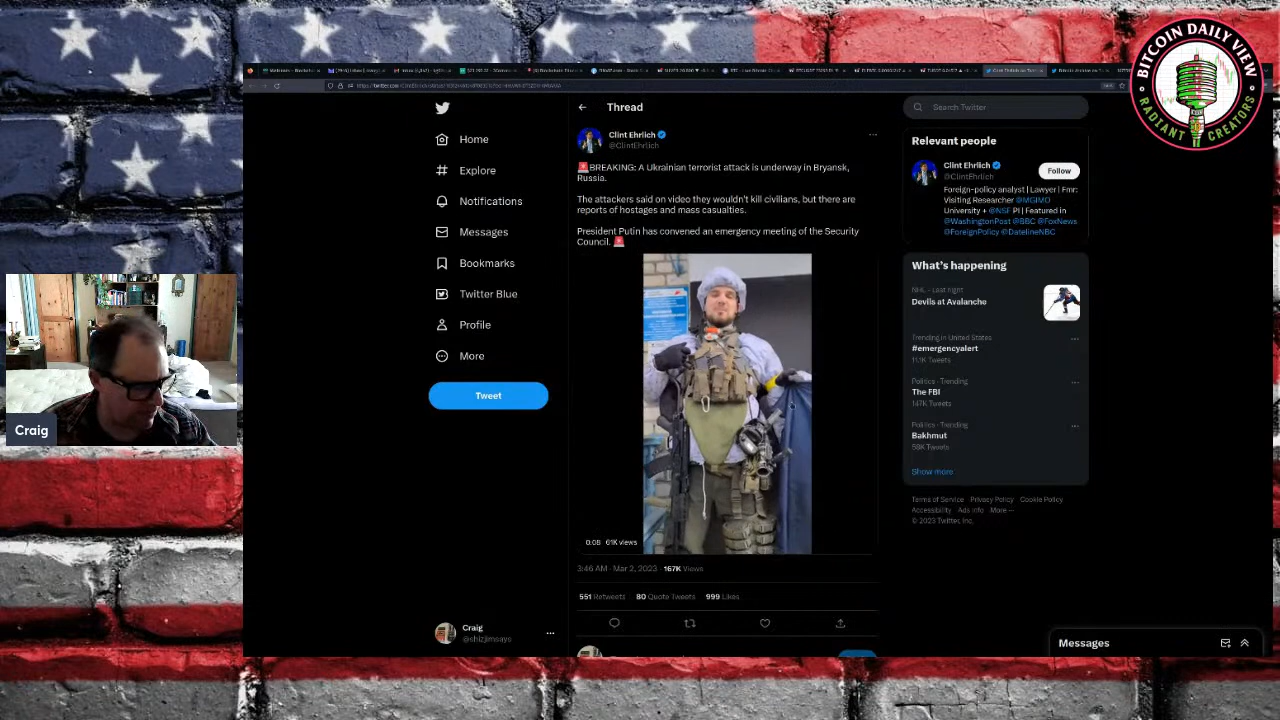 BITCOIN DAILY VIEW
RADIANT CREATORS
Thread
Search Twitter
Home
Explore
Notifications
Messages
Bookmarks
Twitter Blue
Profile
More
Tweet
Craig
@shizjimsays
Clint Ehrlich
@ClintEhrlich
🚨BREAKING: A Ukrainian terrorist attack is underway in Bryansk,
Russia.
The attackers said on video they wouldn't kill civilians, but there are
reports of hostages and mass casualties.
President Putin has convened an emergency meeting of the Security
Council. 🚨
0:08 61K views
3:46 AM · Mar 2, 2023 · 167K Views
551 Retweets 80 Quote Tweets 999 Likes
Relevant people
Clint Ehrlich
@ClintEhrlich
Follow
Foreign-policy analyst | Lawyer | Fmr:
Visiting Researcher @MGIMO
University + @NSF PI | Featured in
@WashingtonPost @BBC @FoxNews
@ForeignPolicy @DatelineNBC
What's happening
NHL · Last night
Devils at Avalanche
Trending in United States
#emergencyalert
11.1K Tweets
Politics · Trending
The FBI
147K Tweets
Politics · Trending
Bakhmut
58K Tweets
Show more
Terms of Service Privacy Policy Cookie Policy
Accessibility Ads info More ···
© 2023 Twitter, Inc.
Messages
Craig